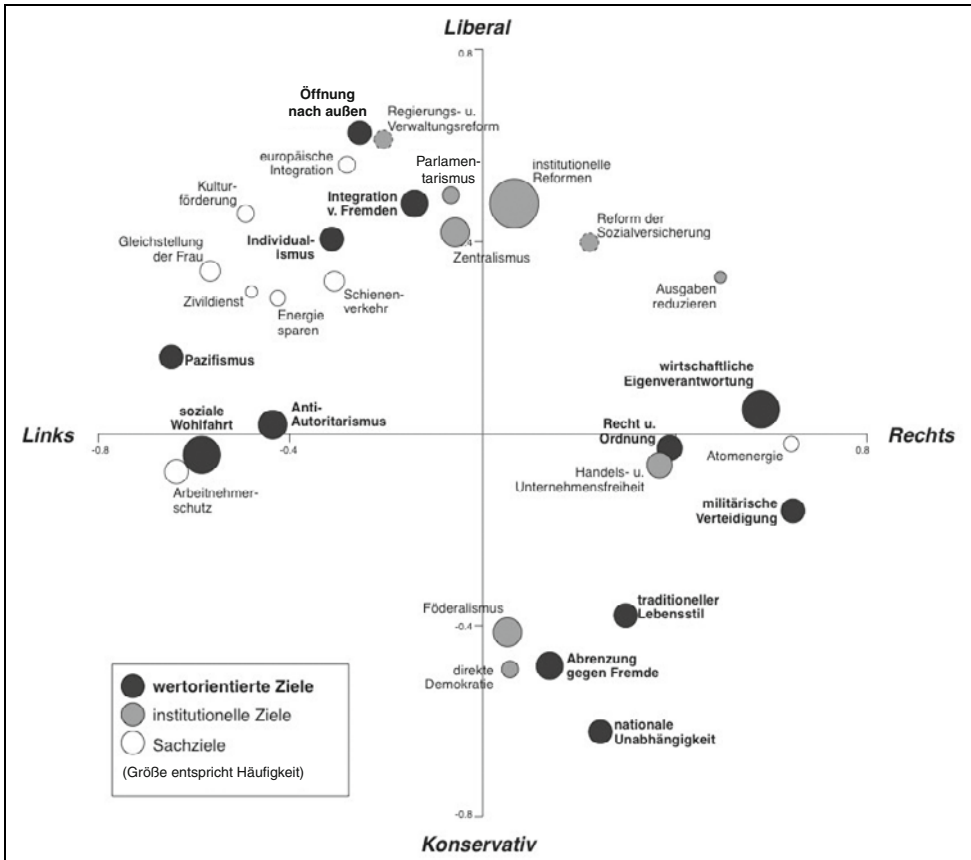 Liberal
0.8
Öffnung
nach außen
Regierungs- u.
Verwaltungsreform
europäische
Integration
Parlamen-
tarismus
institutionelle
Reformen
Kultur-
förderung
Integration
v. Fremden
Reform der
Sozialversicherung
Gleichstellung
der Frau
Individual-
ismus
0.4
Zentralismus
Zivildienst
Energie
sparen
Schienen-
verkehr
Ausgaben
reduzieren
Pazifismus
wirtschaftliche
Eigenverantwortung
soziale
Wohlfahrt
Anti-
Autoritarismus
Recht u.
Ordnung
Links
Rechts
-0.8
-0.4
0.8
Atomenergie
Arbeitnehmer-
schutz
Handels- u.
Unternehmensfreiheit
militärische
Verteidigung
Föderalismus
-0.4
traditioneller
Lebensstil
direkte
Demokratie
Abrenzung
gegen Fremde
nationale
Unabhängigkeit
wertorientierte Ziele
institutionelle Ziele
Sachziele
(Größe entspricht Häufigkeit)
-0.8
Konservativ